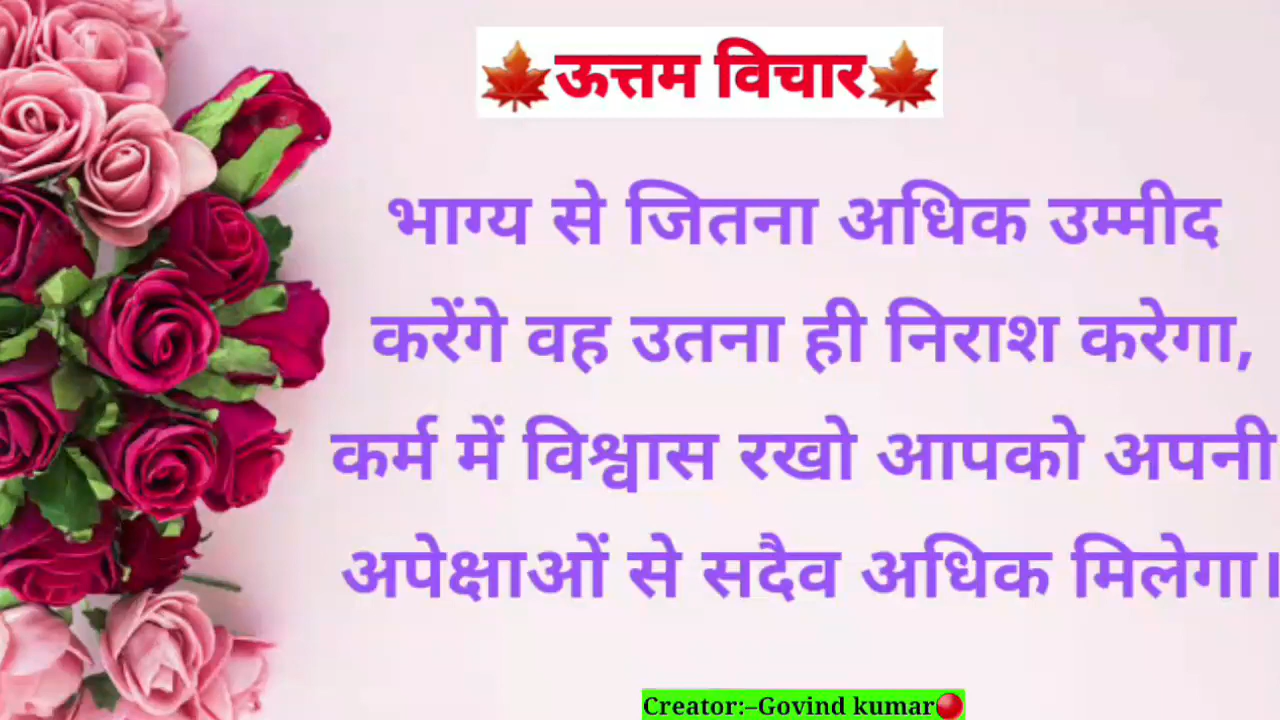 🍁ऊत्तम विचार🍁
भाग्य से जितना अधिक उम्मीद
करेंगे वह उतना ही निराश करेगा,
कर्म में विश्वास रखो आपको अपनी
अपेक्षाओं से सदैव अधिक मिलेगा।
Creator:–Govind kumar🔴